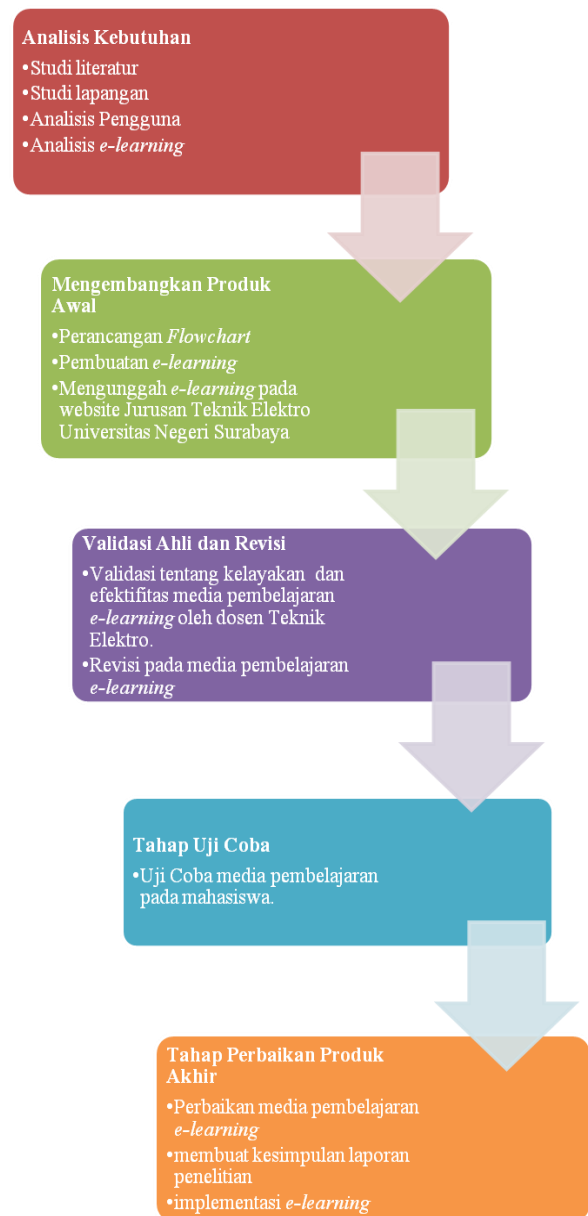 Analisis Kebutuhan
•Studi literatur
•Studi lapangan
•Analisis Pengguna
•Analisis e-learning
Mengembangkan Produk
Awal
•Perancangan Flowchart
•Pembuatan e-learning
•Mengunggah e-learning pada
website Jurusan Teknik Elektro
Universitas Negeri Surabaya
Validasi Ahli dan Revisi
•Validasi tentang kelayakan dan
efektifitas media pembelajaran
e-learning oleh dosen Teknik
Elektro.
•Revisi pada media pembelajaran
e-learning
Tahap Uji Coba
•Uji Coba media pembelajaran
pada mahasiswa.
Tahap Perbaikan Produk
Akhir
•Perbaikan media pembelajaran
e-learning
•membuat kesimpulan laporan
penelitian
•implementasi e-learning